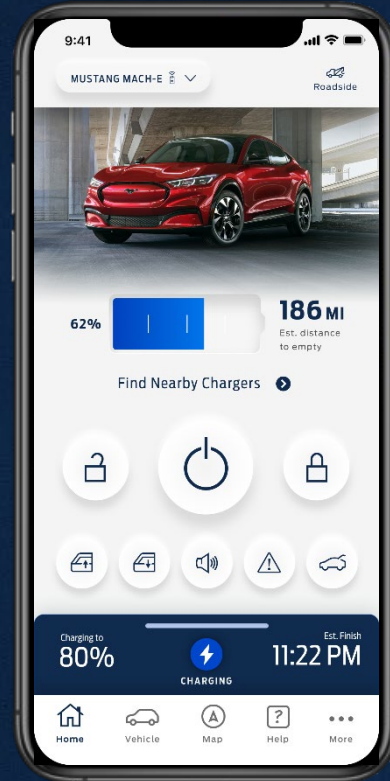 9:41
MUSTANG MACH-E
Roadside
62%
186 MI
Est. distance
to empty
Find Nearby Chargers
Charging to
80%
CHARGING
Est. Finish
11:22 PM
Home
Vehicle
Map
Help
More